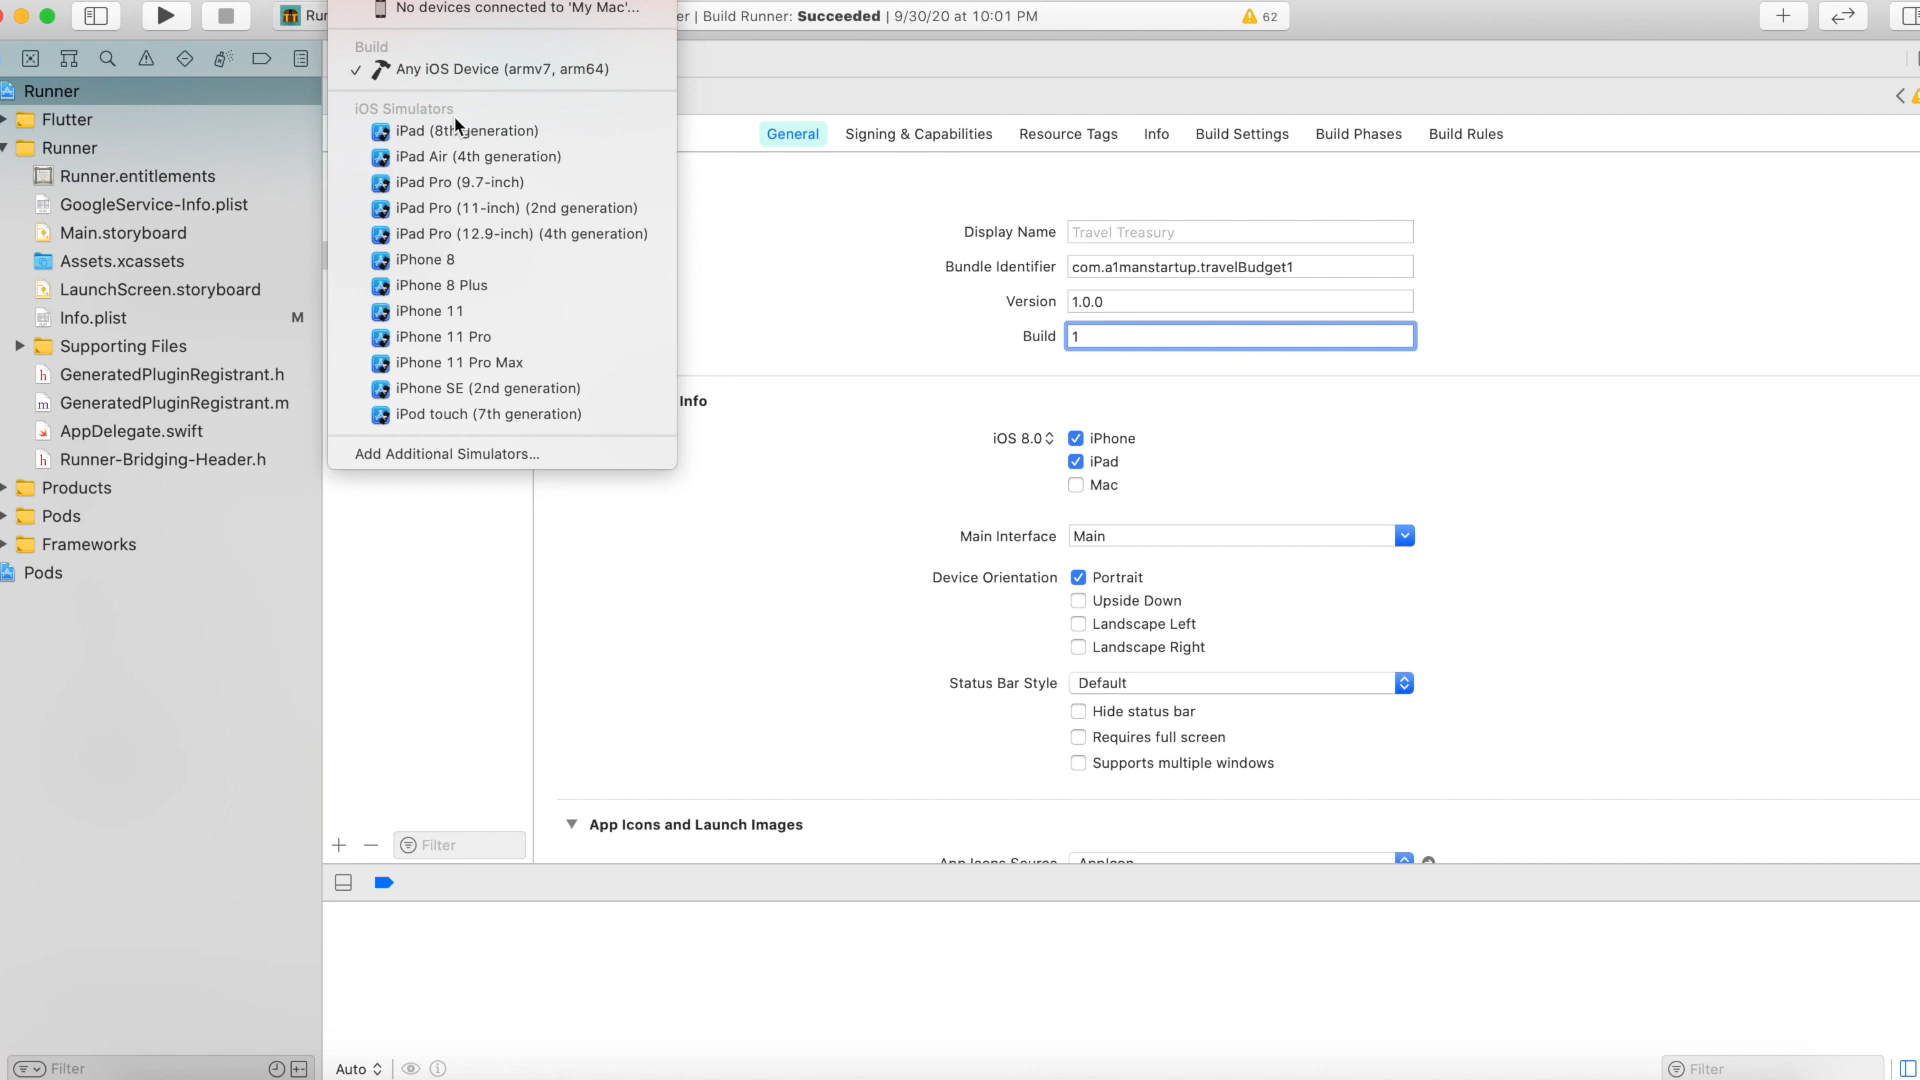 Run
No devices connected to 'My Mac'...
er | Build Runner: Succeeded | 9/30/20 at 10:01 PM
62
Build
Any iOS Device (armv7, arm64)
iOS Simulators
iPad (8th generation)
iPad Air (4th generation)
iPad Pro (9.7-inch)
iPad Pro (11-inch) (2nd generation)
iPad Pro (12.9-inch) (4th generation)
iPhone 8
iPhone 8 Plus
iPhone 11
iPhone 11 Pro
iPhone 11 Pro Max
iPhone SE (2nd generation)
iPod touch (7th generation)
Add Additional Simulators...
Runner
Flutter
Runner
Runner.entitlements
GoogleService-Info.plist
Main.storyboard
Assets.xcassets
LaunchScreen.storyboard
Info.plist M
Supporting Files
GeneratedPluginRegistrant.h
GeneratedPluginRegistrant.m
AppDelegate.swift
Runner-Bridging-Header.h
Products
Pods
Frameworks
Pods
Filter
General Signing & Capabilities Resource Tags Info Build Settings Build Phases Build Rules
Display Name Travel Treasury
Bundle Identifier com.a1manstartup.travelBudget1
Version 1.0.0
Build 1
Info
iOS 8.0 iPhone
iPad
Mac
Main Interface Main
Device Orientation Portrait
Upside Down
Landscape Left
Landscape Right
Status Bar Style Default
Hide status bar
Requires full screen
Supports multiple windows
App Icons and Launch Images
App Icons Source AppIcon
Filter
Auto
Filter